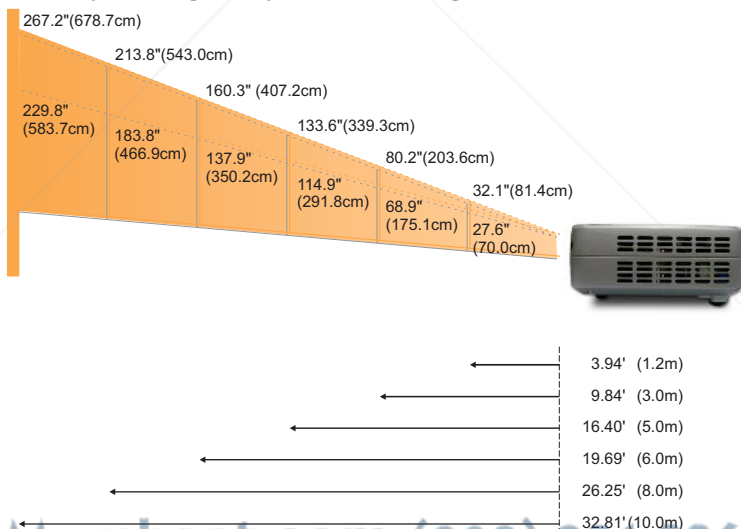 267.2"(678.7cm)
213.8"(543.0cm)
160.3" (407.2cm)
133.6"(339.3cm)
80.2"(203.6cm)
32.1"(81.4cm)
229.8"
(583.7cm)
183.8"
(466.9cm)
137.9"
(350.2cm)
114.9"
(291.8cm)
68.9"
(175.1cm)
27.6"
(70.0cm)
3.94' (1.2m)
9.84' (3.0m)
16.40' (5.0m)
19.69' (6.0m)
26.25' (8.0m)
32.81'(10.0m)